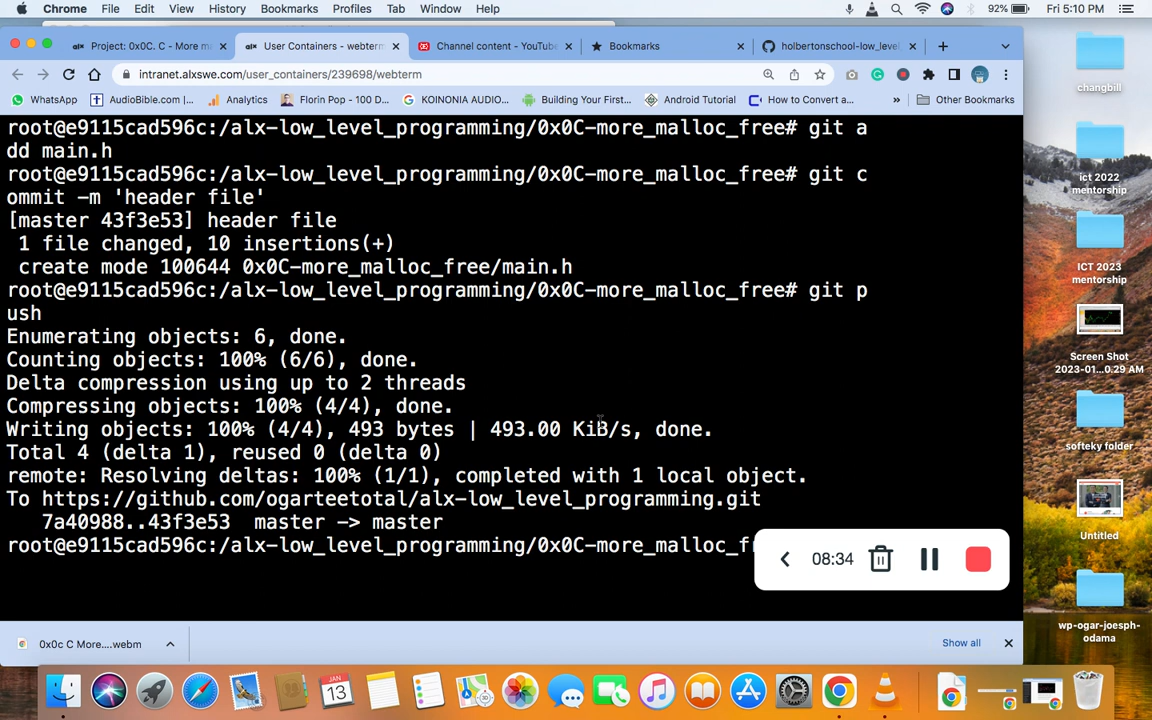 Chrome File Edit View History Bookmarks Profiles Tab Window Help 92% Fri 5:10 PM
Project: 0x0C. C - More m
User Containers - webterm
Channel content - YouTube
Bookmarks
holbertonschool-low_level
intranet.alxswe.com/user_containers/239698/webterm
WhatsApp
AudioBible.com |...
Analytics
Florin Pop - 100 D...
KOINONIA AUDIO...
Building Your First...
Android Tutorial
How to Convert a...
»
Other Bookmarks
root@e9115cad596c:/alx-low_level_programming/0x0C-more_malloc_free# git a
dd main.h
root@e9115cad596c:/alx-low_level_programming/0x0C-more_malloc_free# git c
ommit -m 'header file'
[master 43f3e53] header file
1 file changed, 10 insertions(+)
create mode 100644 0x0C-more_malloc_free/main.h
root@e9115cad596c:/alx-low_level_programming/0x0C-more_malloc_free# git p
ush
Enumerating objects: 6, done.
Counting objects: 100% (6/6), done.
Delta compression using up to 2 threads
Compressing objects: 100% (4/4), done.
Writing objects: 100% (4/4), 493 bytes | 493.00 KiB/s, done.
Total 4 (delta 1), reused 0 (delta 0)
remote: Resolving deltas: 100% (1/1), completed with 1 local object.
To https://github.com/ogarteetotal/alx-low_level_programming.git
7a40988..43f3e53 master -> master
root@e9115cad596c:/alx-low_level_programming/0x0C-more_malloc_fr
08:34
0x0c C More....webm
Show all
changbill
ict 2022
mentorship
ICT 2023
mentorship
Screen Shot
2023-01...0.29 AM
softeky folder
Untitled
wp-ogar-joesph-
odama
JAN
13